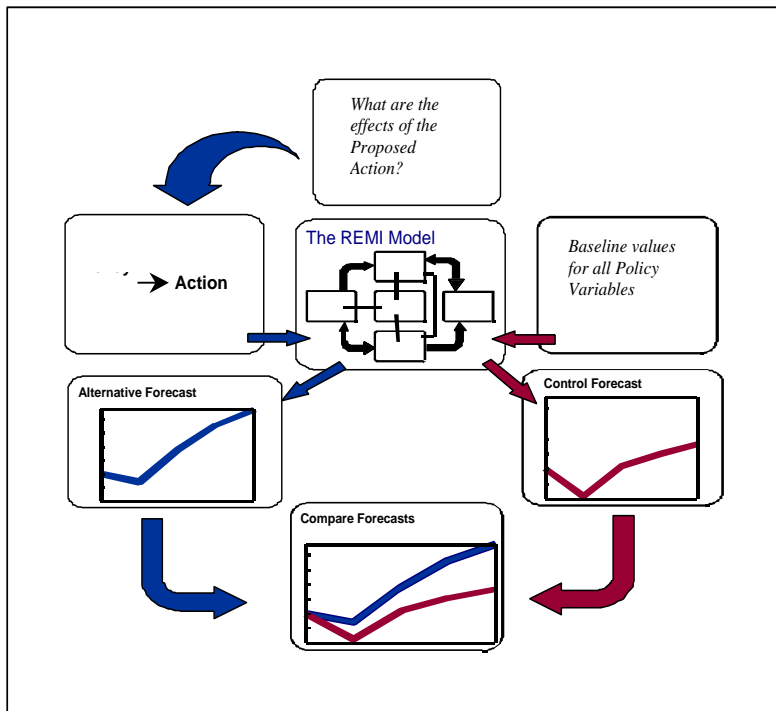 What are the
effects of the
Proposed
Action?
The REMI Model
Action
Baseline values
for all Policy
Variables
Alternative Forecast
Control Forecast
Compare Forecasts